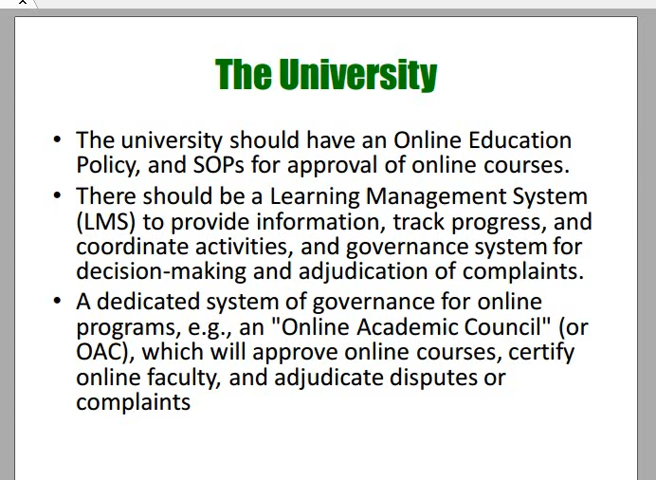 The University
• The university should have an Online Education
Policy, and SOPs for approval of online courses.
• There should be a Learning Management System
(LMS) to provide information, track progress, and
coordinate activities, and governance system for
decision-making and adjudication of complaints.
• A dedicated system of governance for online
programs, e.g., an "Online Academic Council" (or
OAC), which will approve online courses, certify
online faculty, and adjudicate disputes or
complaints